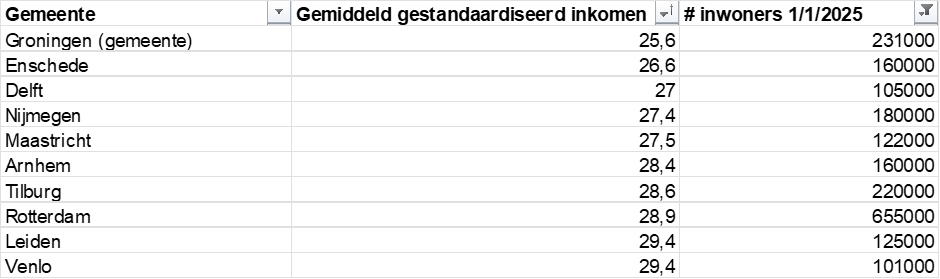 Gemeente Gemiddeld gestandaardiseerd inkomen # inwoners 1/1/2025
Groningen (gemeente) 25,6 231000
Enschede 26,6 160000
Delft 27 105000
Nijmegen 27,4 180000
Maastricht 27,5 122000
Arnhem 28,4 160000
Tilburg 28,6 220000
Rotterdam 28,9 655000
Leiden 29,4 125000
Venlo 29,4 101000